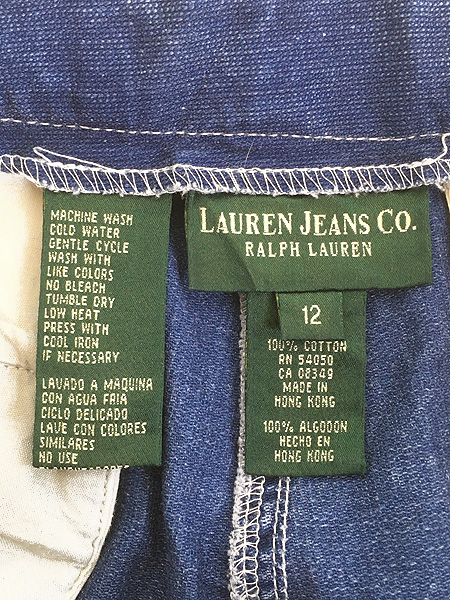 MACHINE WASH
COLD WATER
GENTLE CYCLE
WASH WITH
LIKE COLORS
NO BLEACH
TUMBLE DRY
LOW HEAT
PRESS WITH
COOL IRON
IF NECESSARY
LAVADO A MAQUINA
CON AGUA FRIA
CICLO DELICADO
LAVE CON COLORES
SIMILARES
NO USE
LAUREN JEANS CO.
RALPH LAUREN
12
100% COTTON
RN 54050
CA 08349
MADE IN
HONG KONG
100% ALGODON
HECHO EN
HONG KONG